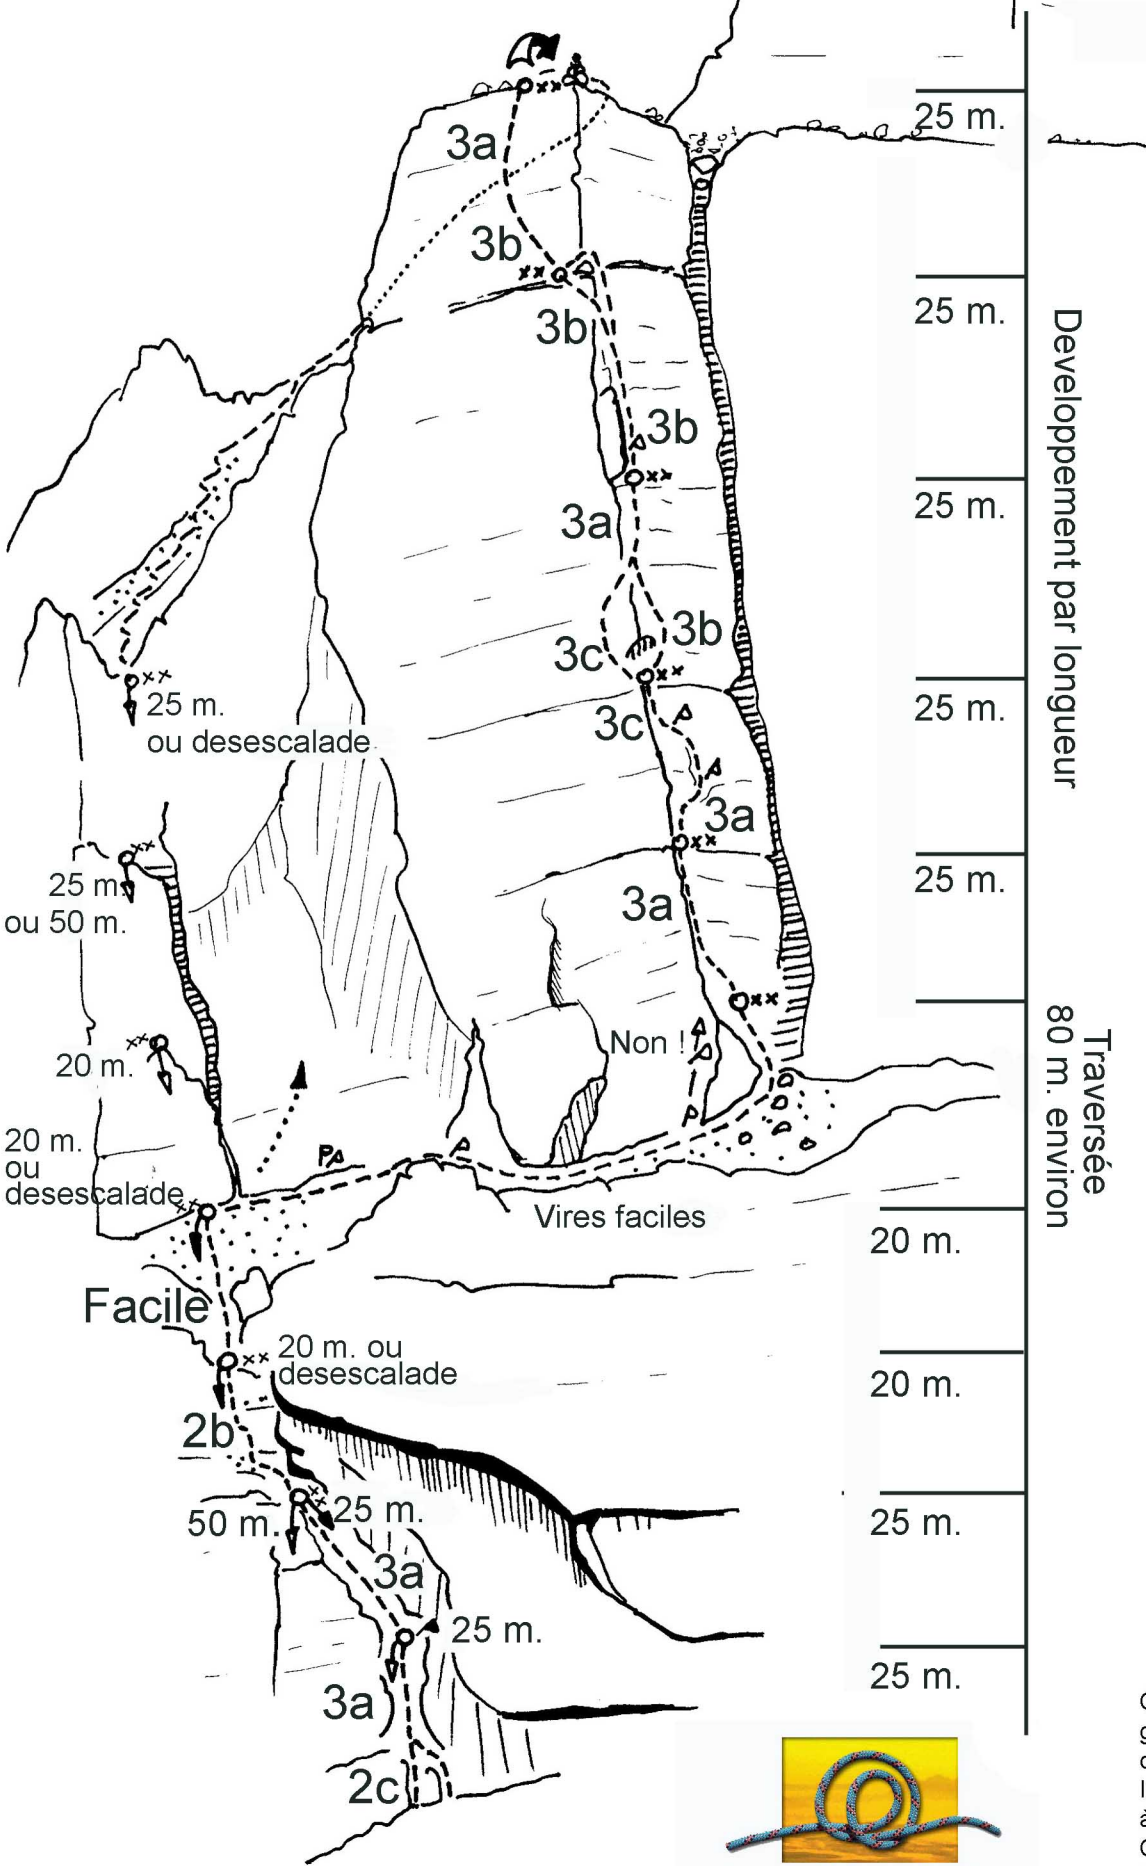 25 m.
3a
3b
25 m.
3b
3b
25 m.
3a
3b
3c
25 m.
3c
25 m.
ou desescalade
3a
25 m.
25 m.
ou 50 m.
3a
Non !
20 m.
20 m.
ou
desescalade
PA
A
P
Vires faciles
20 m.
Facile
20 m. ou
desescalade
20 m.
2b
25 m.
50 m.
25 m.
3a
25 m.
25 m.
3a
2c
Developpement par longueur
Traversée
80 m. environ